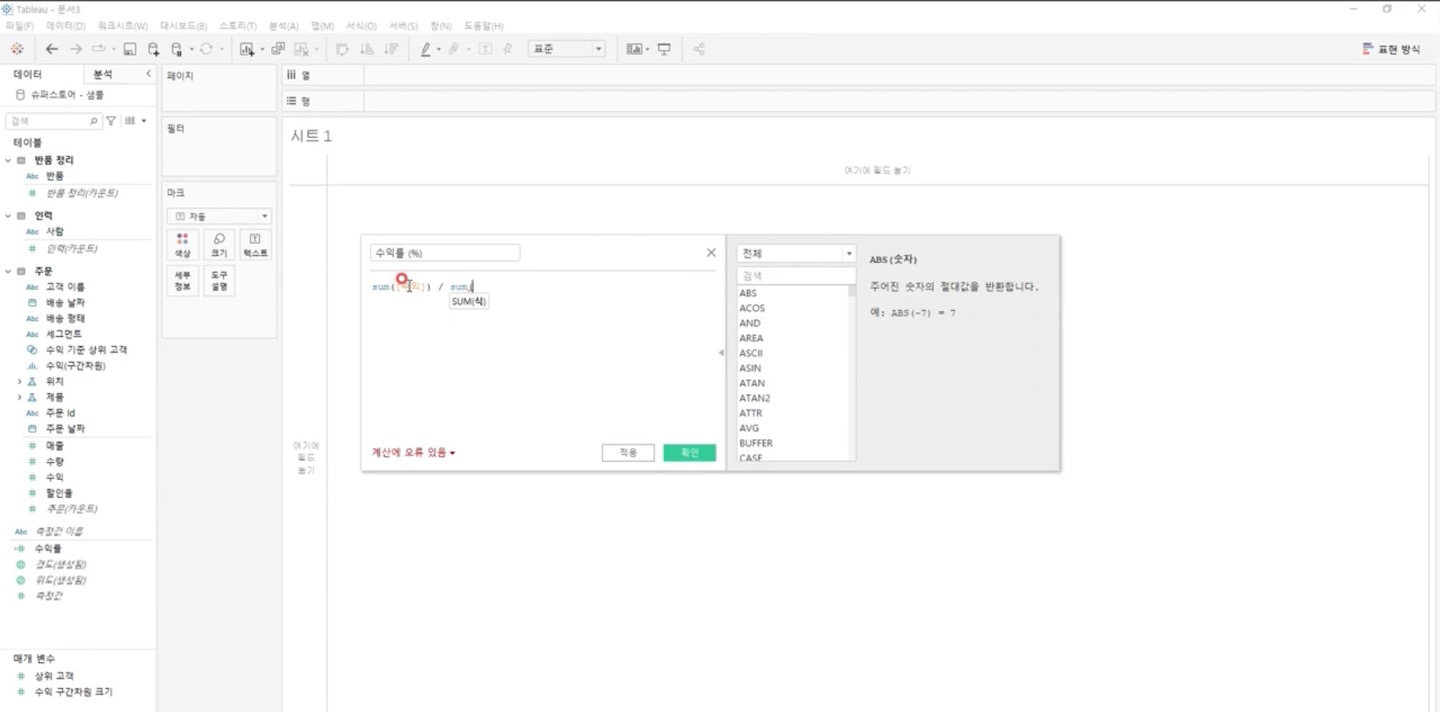 Tableau - 문서3
파일(F) 데이터(D) 워크시트(W) 대시보드(B) 스토리(T) 분석(A) 맵(M) 서식(O) 서버(S) 창(N) 도움말(H)
표준
표현 방식
데이터 분석
슈퍼스토어 - 샘플
검색
테이블
반품 정리
Abc 반품
# 반품 정리(카운트)
인력
Abc 사람
# 인력(카운트)
주문
Abc 고객 이름
배송 날짜
Abc 배송 형태
Abc 세그먼트
수익 기준 상위 고객
수익(구간차원)
위치
제품
Abc 주문 Id
주문 날짜
# 매출
# 수량
# 수익
# 할인율
# 주문(카운트)
Abc 측정값 이름
# 수익률
경도(생성됨)
위도(생성됨)
# 측정값
매개 변수
# 상위 고객
# 수익 구간차원 크기
페이지
필터
마크
자동
색상 크기 텍스트
세부 정보
도구 설명
열
행
시트 1
여기에 필드 놓기
여기에
필드
놓기
수익률 (%)
sum([수익]) / sum(
SUM(식)
계산에 오류 있음
적용 확인
전체
검색
ABS
ACOS
AND
AREA
ASCII
ASIN
ATAN
ATAN2
ATTR
AVG
BUFFER
CASE
ABS(숫자)
주어진 숫자의 절대값을 반환합니다.
예: ABS(-7) = 7